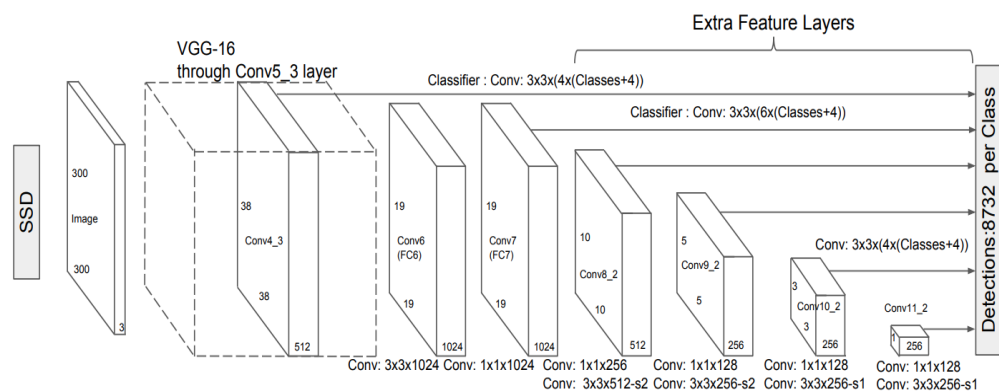 Extra Feature Layers
VGG-16
through Conv5_3 layer
Classifier : Conv: 3x3x(4x(Classes+4))
Classifier : Conv: 3x3x(6x(Classes+4))
SSD
300
Image
300
3
38
Conv4_3
38
512
19
Conv6
(FC6)
19
1024
19
Conv7
(FC7)
19
1024
10
Conv8_2
10
512
5
Conv9_2
5
256
Conv: 3x3x(4x(Classes+4))
3
Conv10_2
3
256
Conv11_2
1
256
Detections:8732 per Class
Conv: 3x3x1024
Conv: 1x1x1024
Conv: 1x1x256
Conv: 3x3x512-s2
Conv: 1x1x128
Conv: 3x3x256-s2
Conv: 1x1x128
Conv: 3x3x256-s1
Conv: 1x1x128
Conv: 3x3x256-s1